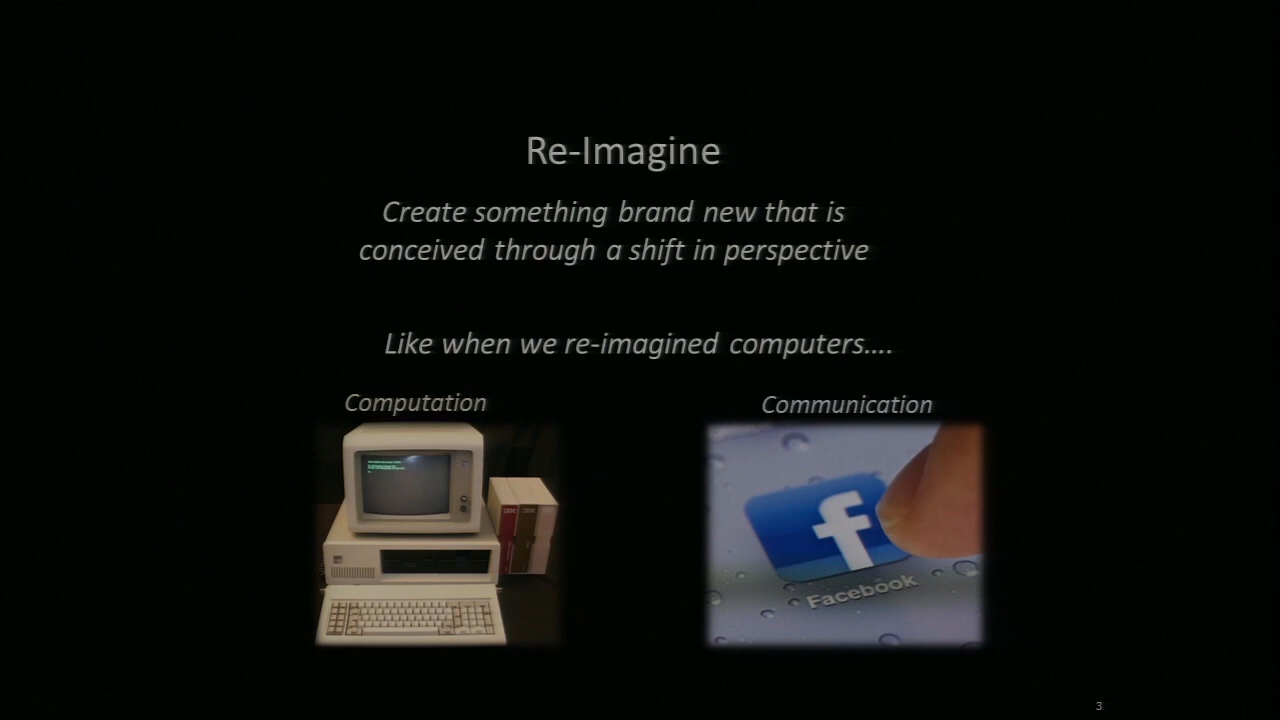 Re-Imagine
Create something brand new that is
conceived through a shift in perspective
Like when we re-imagined computers....
Computation
Communication
Facebook
3